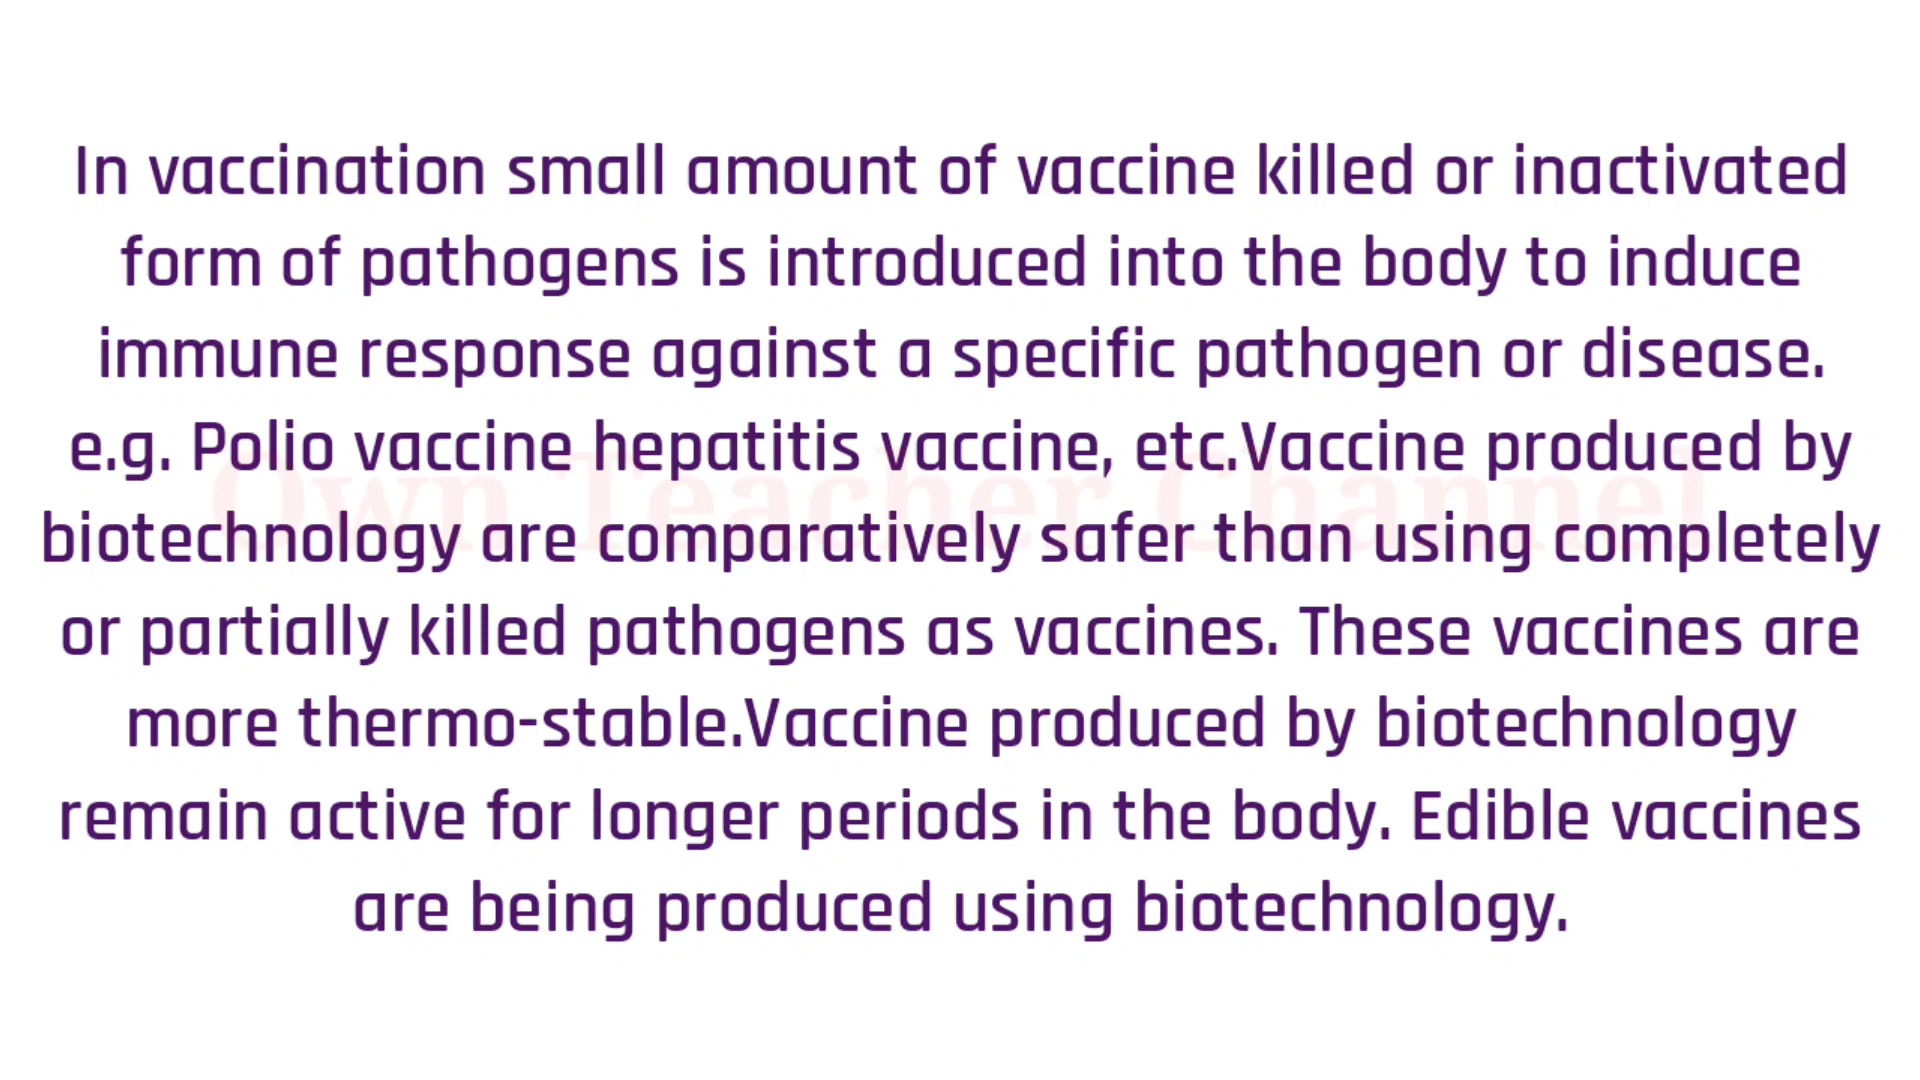 In vaccination small amount of vaccine killed or inactivated
form of pathogens is introduced into the body to induce
immune response against a specific pathogen or disease.
e.g. Polio vaccine hepatitis vaccine, etc.Vaccine produced by
Own Teacher Channel
biotechnology are comparatively safer than using completely
or partially killed pathogens as vaccines. These vaccines are
more thermo-stable.Vaccine produced by biotechnology
remain active for longer periods in the body. Edible vaccines
are being produced using biotechnology.